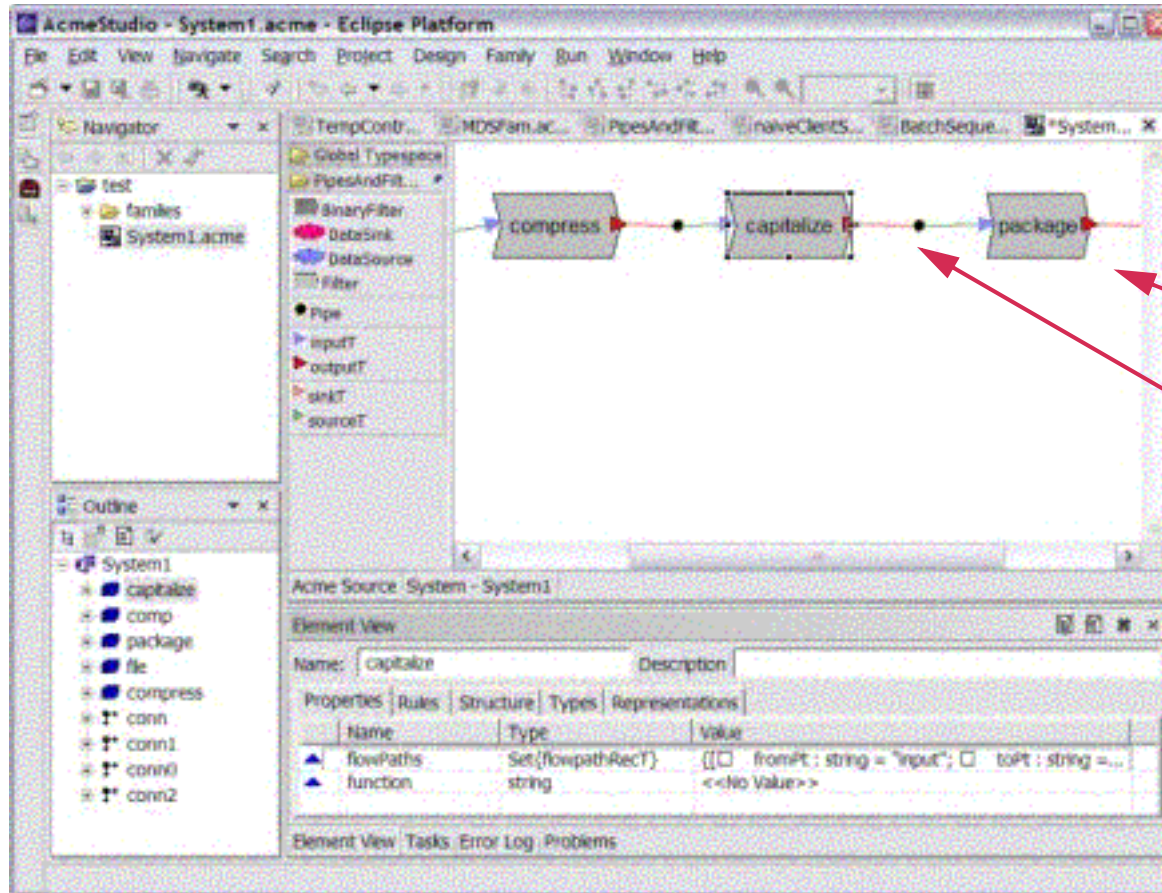 AcmeStudio - System1.acme - Eclipse Platform
File Edit View Navigate Search Project Design Family Run Window Help
Navigator
TempContr... MDSFam.ac... PipesAndFilt... naiveClientS... BatchSeque... *System...
test
families
System1.acme
Global Typespace
PipesAndFilt...
BinaryFilter
DataSink
DataSource
Filter
Pipe
inputT
outputT
sinkT
sourceT
compress capitalize package
Outline
System1
capitalize
comp
package
file
compress
conn
conn1
conn0
conn2
Acme Source System - System1
Element View
Name: capitalize Description
Properties Rules Structure Types Representations
Name Type Value
flowPaths Set{flowpathRecT} {[□ fromPt : string = "input"; □ toPt : string =...
function string <<No Value>>
Element View Tasks Error Log Problems